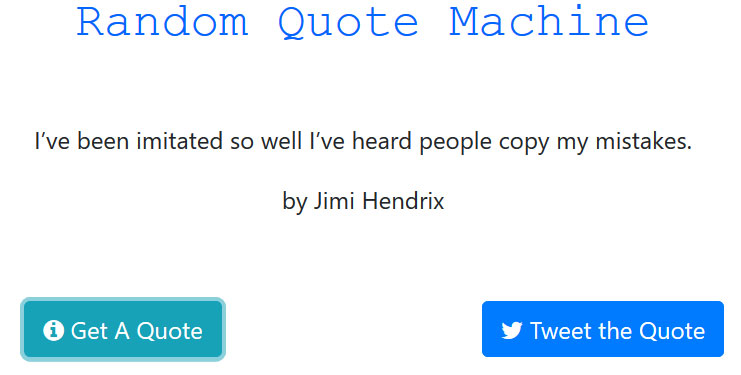 Random Quote Machine
I’ve been imitated so well I’ve heard people copy my mistakes.
by Jimi Hendrix
Get A Quote
Tweet the Quote